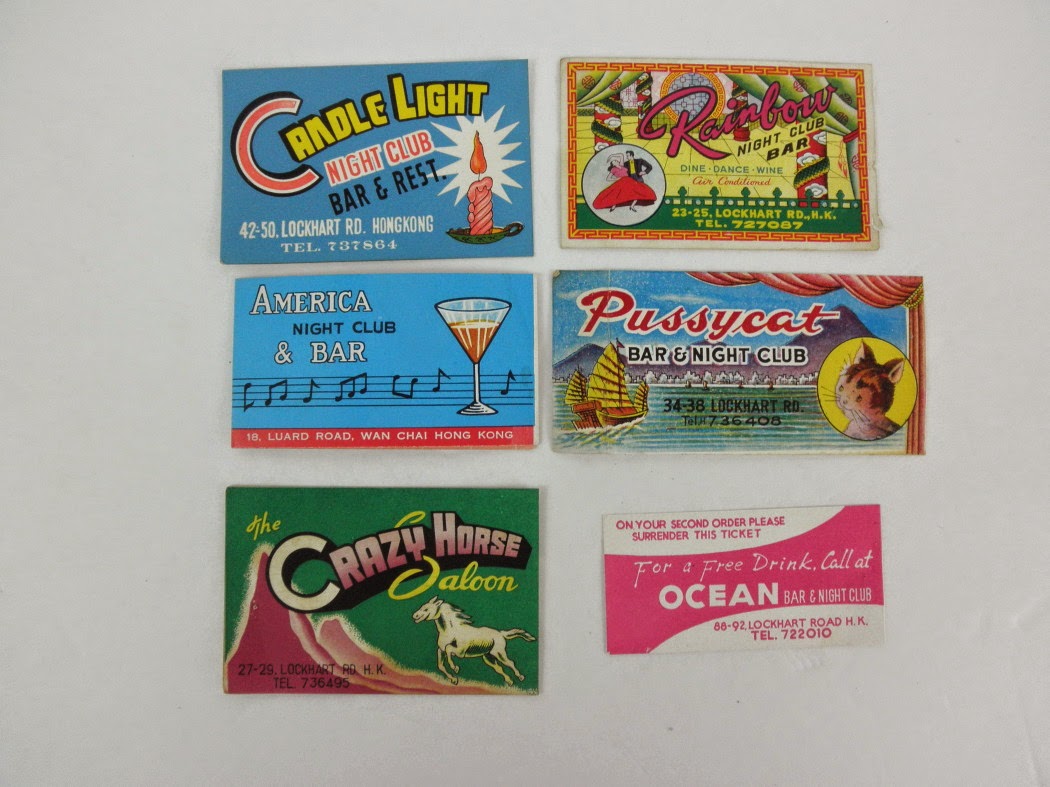 CANDLE LIGHT
NIGHT CLUB
BAR & REST.
42-50, LOCKHART RD. HONGKONG
TEL. 737864
Rainbow
NIGHT CLUB
BAR
DINE · DANCE · WINE
Air Conditioned
23-25, LOCKHART RD., H.K.
TEL. 727087
AMERICA
NIGHT CLUB
& BAR
18, LUARD ROAD, WAN CHAI HONG KONG
Pussycat
BAR & NIGHT CLUB
34-38 LOCKHART RD.
Tel.H 736408
the
CRAZY HORSE
Saloon
27-29, LOCKHART RD. H.K.
TEL. 736495
ON YOUR SECOND ORDER PLEASE
SURRENDER THIS TICKET
For a Free Drink, Call at
OCEAN BAR & NIGHT CLUB
88-92, LOCKHART ROAD H.K.
TEL. 722010